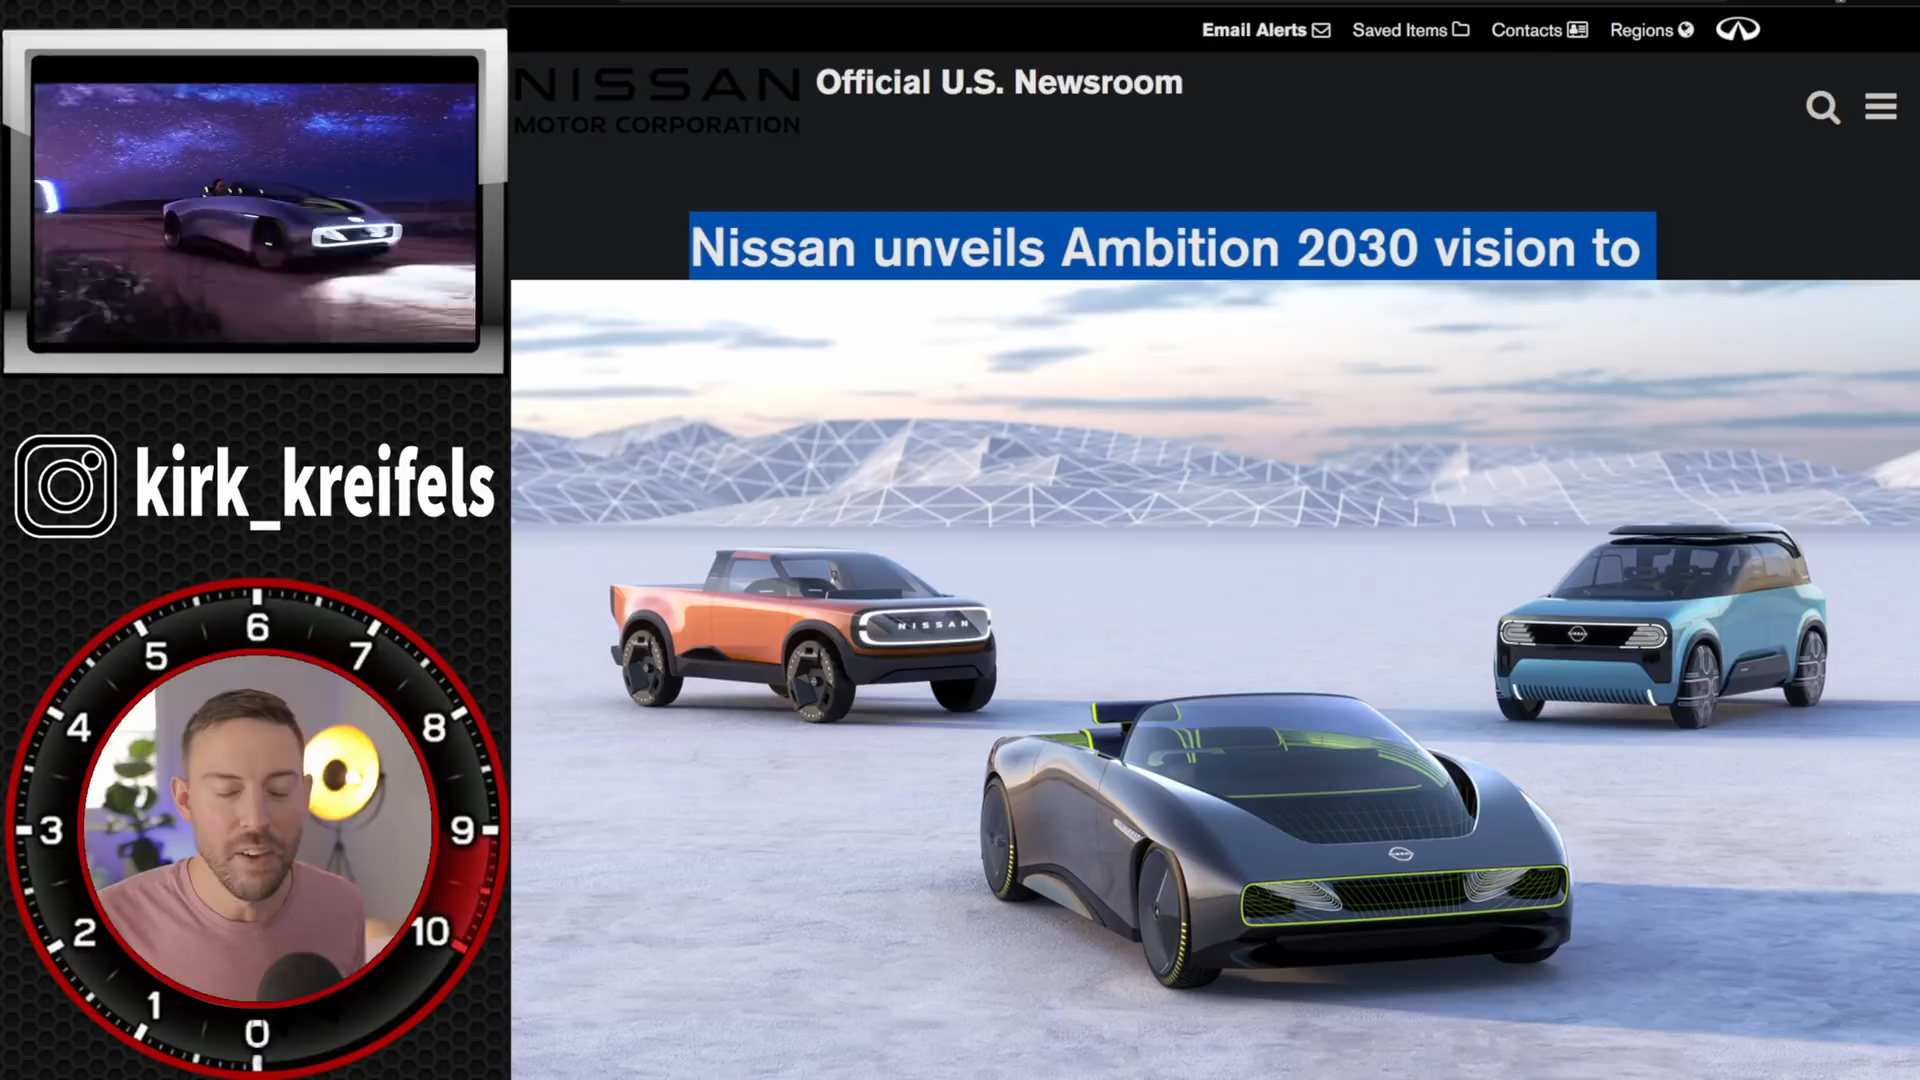 Email Alerts
Saved Items
Contacts
Regions
NISSAN
MOTOR CORPORATION
Official U.S. Newsroom
Nissan unveils Ambition 2030 vision to
kirk_kreifels
NISSAN
0
1
2
3
4
5
6
7
8
9
10